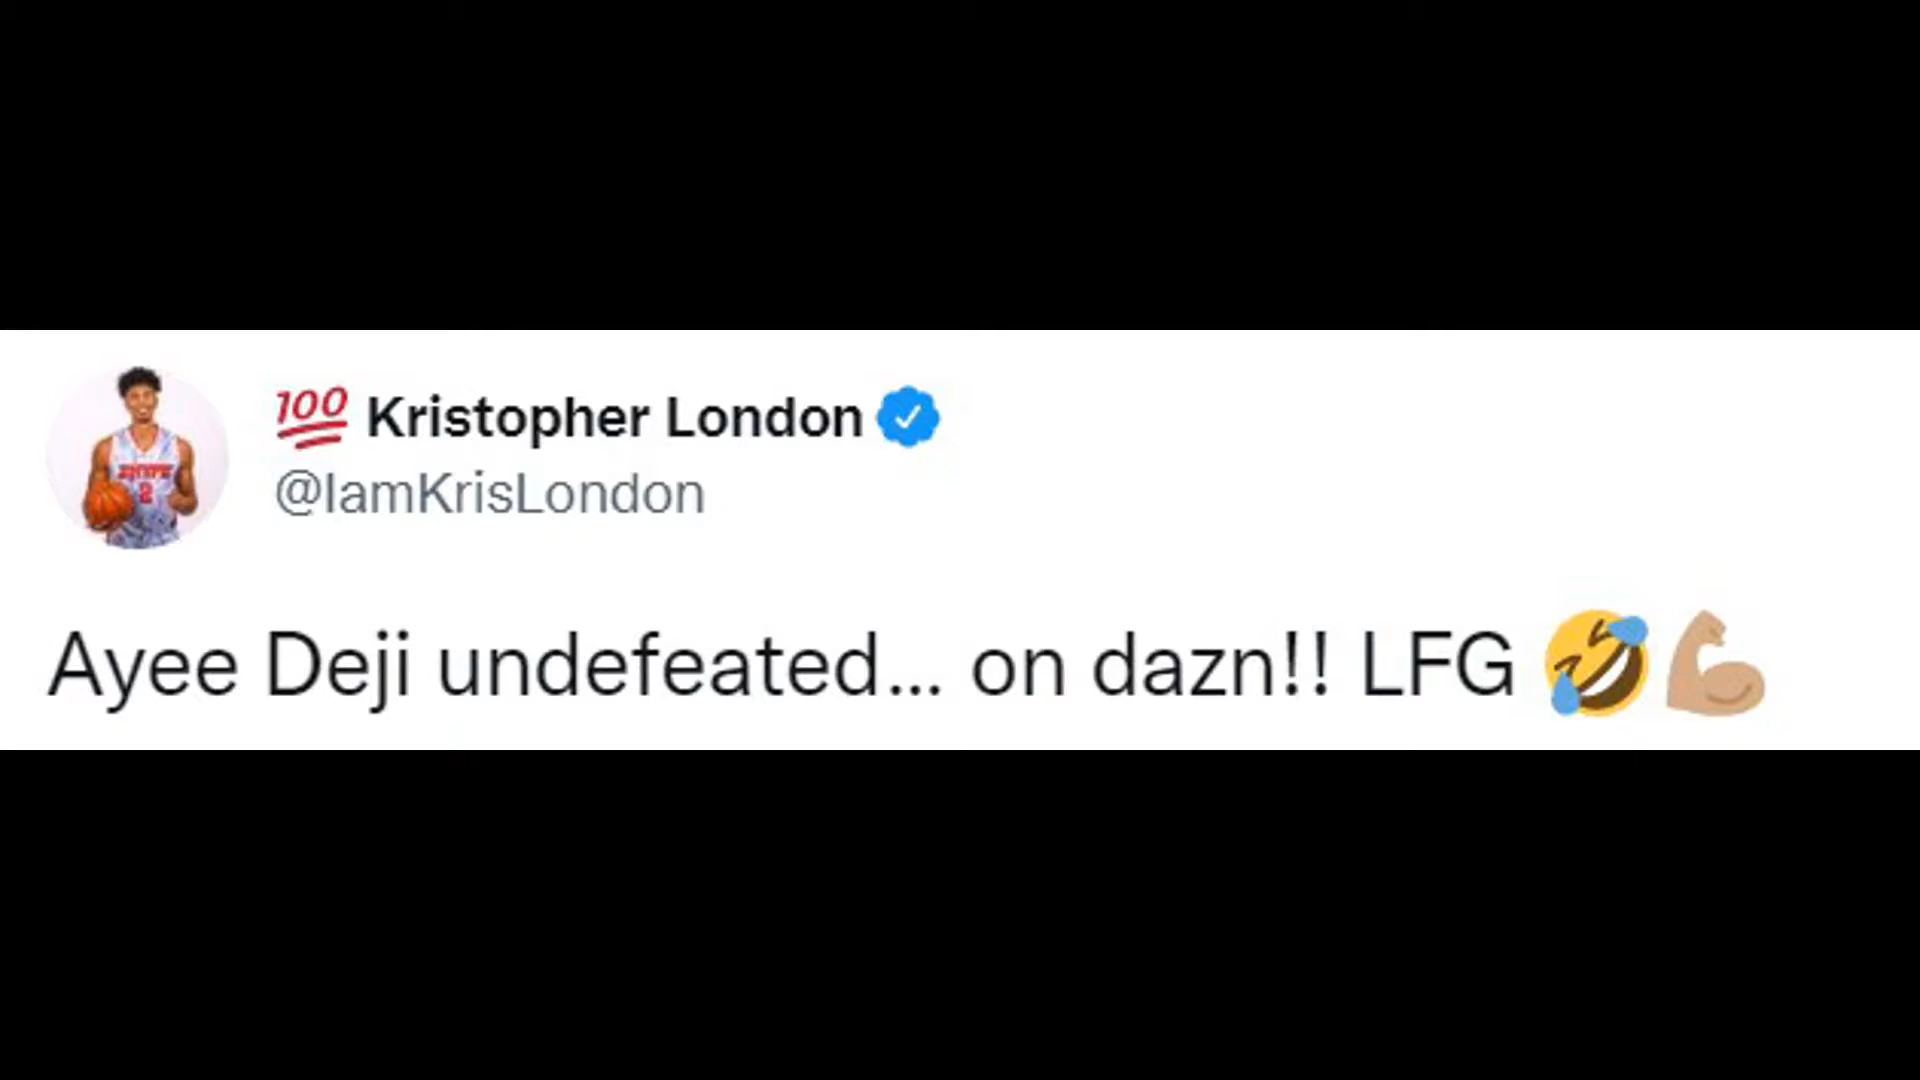 💯 Kristopher London
@IamKrisLondon
Ayee Deji undefeated... on dazn!! LFG 🤣💪🏼